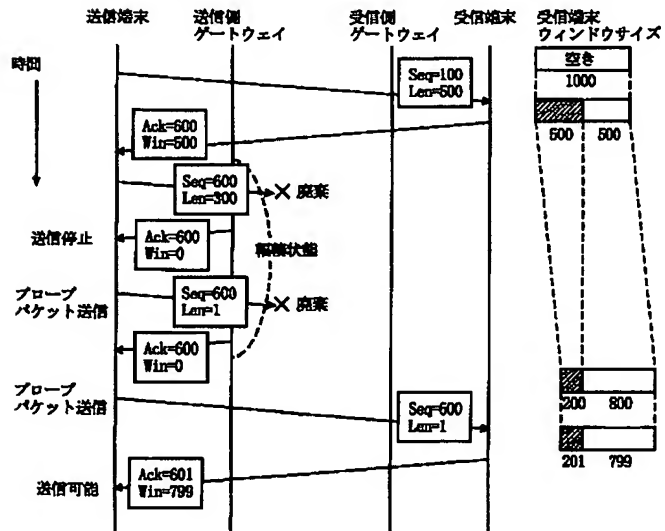 送信端末
送信側
ゲートウェイ
受信側
ゲートウェイ
受信端末
受信端末
ウィンドウサイズ
時間
空き
1000
Seq=100
Len=500
500
500
Ack=600
Win=500
Seq=600
Len=300
廃棄
送信停止
Ack=600
Win=0
輻輳状態
プローブ
パケット送信
Seq=600
Len=1
廃棄
Ack=600
Win=0
プローブ
パケット送信
Seq=600
Len=1
200
800
201
799
送信可能
Ack=601
Win=799